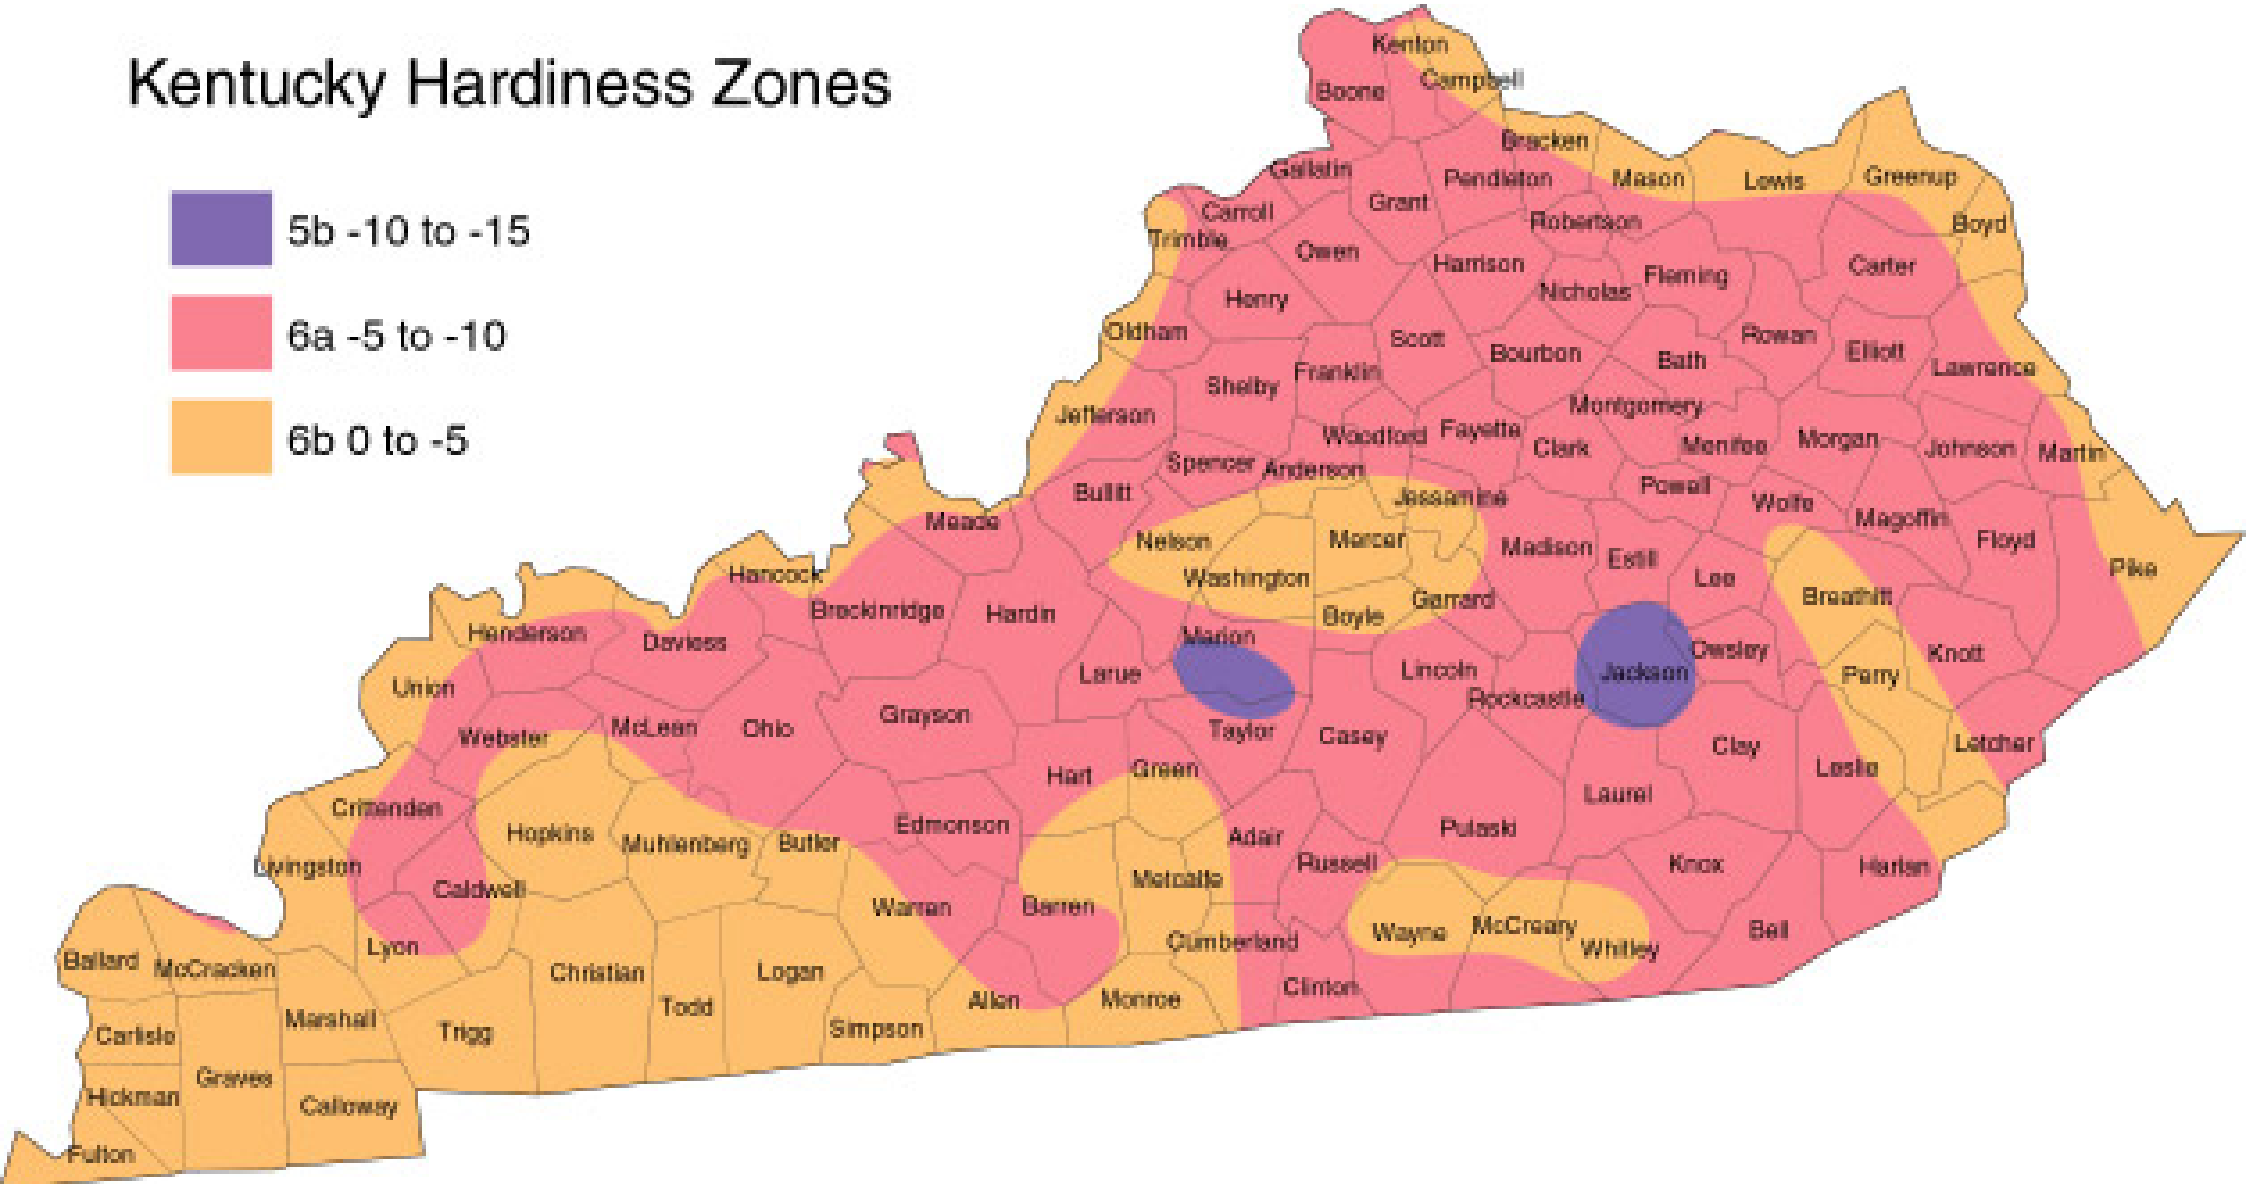 Kentucky Hardiness Zones
5b -10 to -15
6a -5 to -10
6b 0 to -5
Kenton
Campbell
Boone
Bracken
Gallatin
Pendleton
Mason
Lewis
Greenup
Grant
Carroll
Robertson
Boyd
Trimble
Owen
Harrison
Carter
Fleming
Nicholas
Henry
Oldham
Scott
Rowan
Bourbon
Elliott
Bath
Lawrence
Franklin
Shelby
Montgomery
Jefferson
Woodford
Fayette
Clark
Menifee
Morgan
Johnson
Martin
Spencer
Anderson
Bullitt
Powell
Jessamine
Wolfe
Magoffin
Meade
Nelson
Mercer
Madison
Estill
Floyd
Pike
Hancock
Washington
Lee
Breathitt
Garrard
Breckinridge
Hardin
Boyle
Henderson
Daviess
Marion
Owsley
Knott
Union
Larue
Lincoln
Jackson
Perry
Rockcastle
Webster
McLean
Ohio
Grayson
Taylor
Casey
Clay
Letcher
Hart
Green
Leslie
Crittenden
Laurel
Hopkins
Muhlenberg
Butler
Edmonson
Adair
Pulaski
Livingston
Caldwell
Metcalfe
Russell
Knox
Harlan
Warren
Barren
Wayne
McCreary
Whitley
Bell
Lyon
Cumberland
Ballard
McCracken
Christian
Logan
Clinton
Todd
Allen
Monroe
Marshall
Carlisle
Trigg
Simpson
Graves
Hickman
Calloway
Fulton